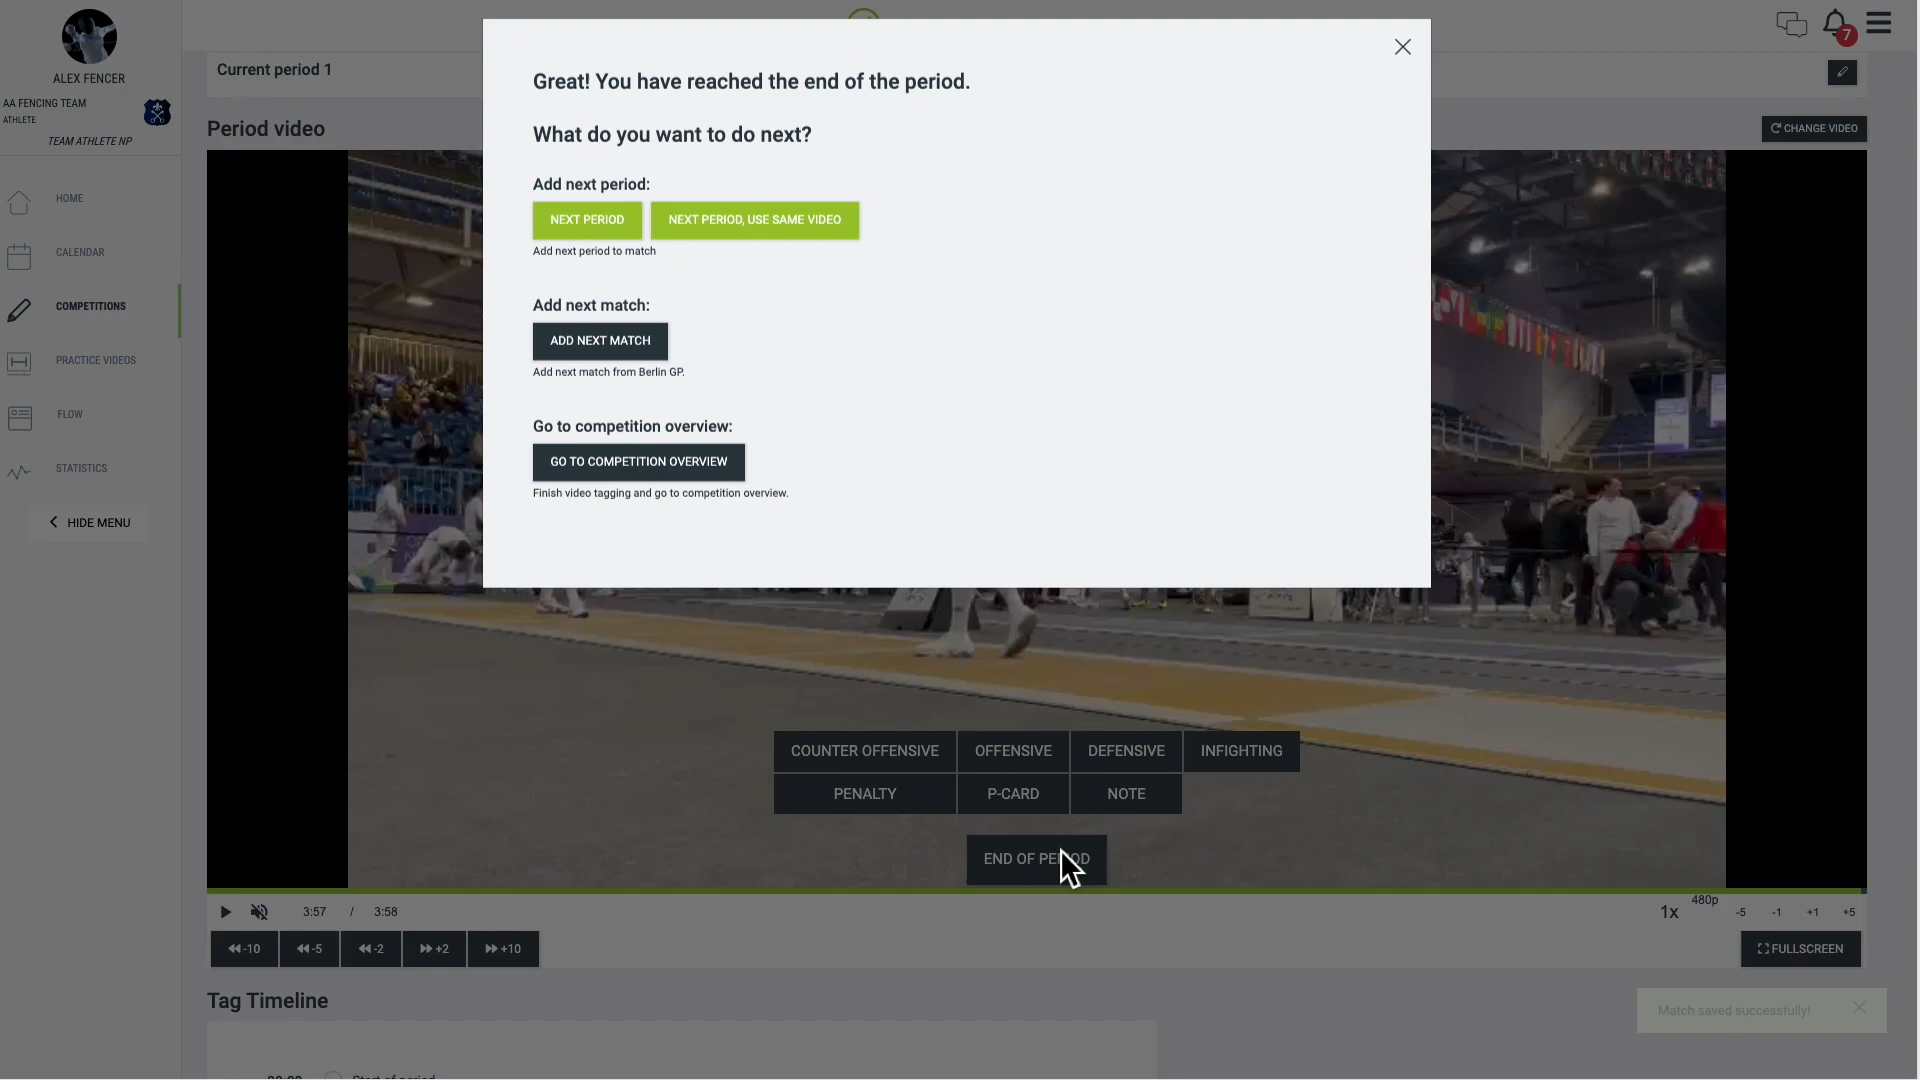 ALEX FENCER
AA FENCING TEAM
ATHLETE
TEAM ATHLETE NP
HOME
CALENDAR
COMPETITIONS
PRACTICE VIDEOS
FLOW
STATISTICS
HIDE MENU
7
Current period 1
Period video
CHANGE VIDEO
Great! You have reached the end of the period.
What do you want to do next?
Add next period:
NEXT PERIOD NEXT PERIOD, USE SAME VIDEO
Add next period to match
Add next match:
ADD NEXT MATCH
Add next match from Berlin GP.
Go to competition overview:
GO TO COMPETITION OVERVIEW
Finish video tagging and go to competition overview.
COUNTER OFFENSIVE OFFENSIVE DEFENSIVE INFIGHTING
PENALTY P-CARD NOTE
END OF PERIOD
3:57 / 3:58 1x 480p -5 -1 +1 +5
-10 -5 -2 +2 +10 FULLSCREEN
Tag Timeline
Match saved successfully!
00:00 Start of period